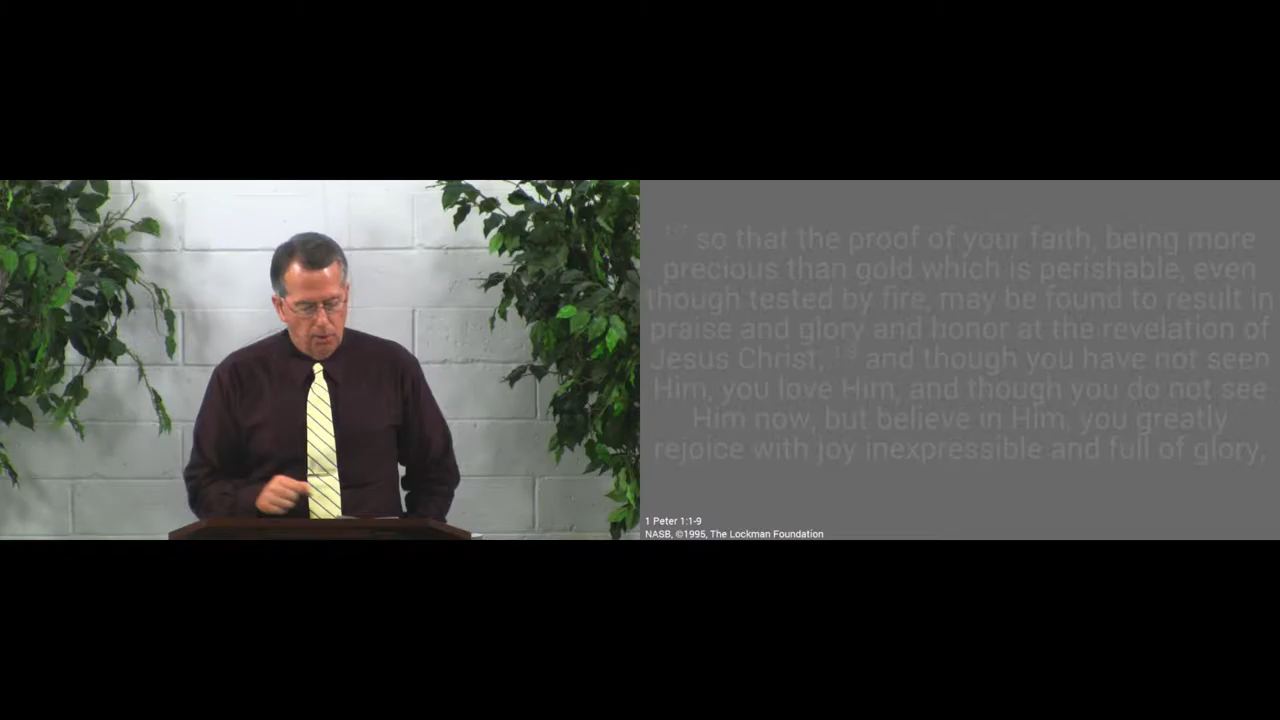 so that the proof of your faith, being more
precious than gold which is perishable, even
though tested by fire, may be found to result in
praise and glory and honor at the revelation of
Jesus Christ; and though you have not seen
Him, you love Him, and though you do not see
Him now, but believe in Him, you greatly
rejoice with joy inexpressible and full of glory,
1 Peter 1:1-9
NASB, ©1995, The Lockman Foundation